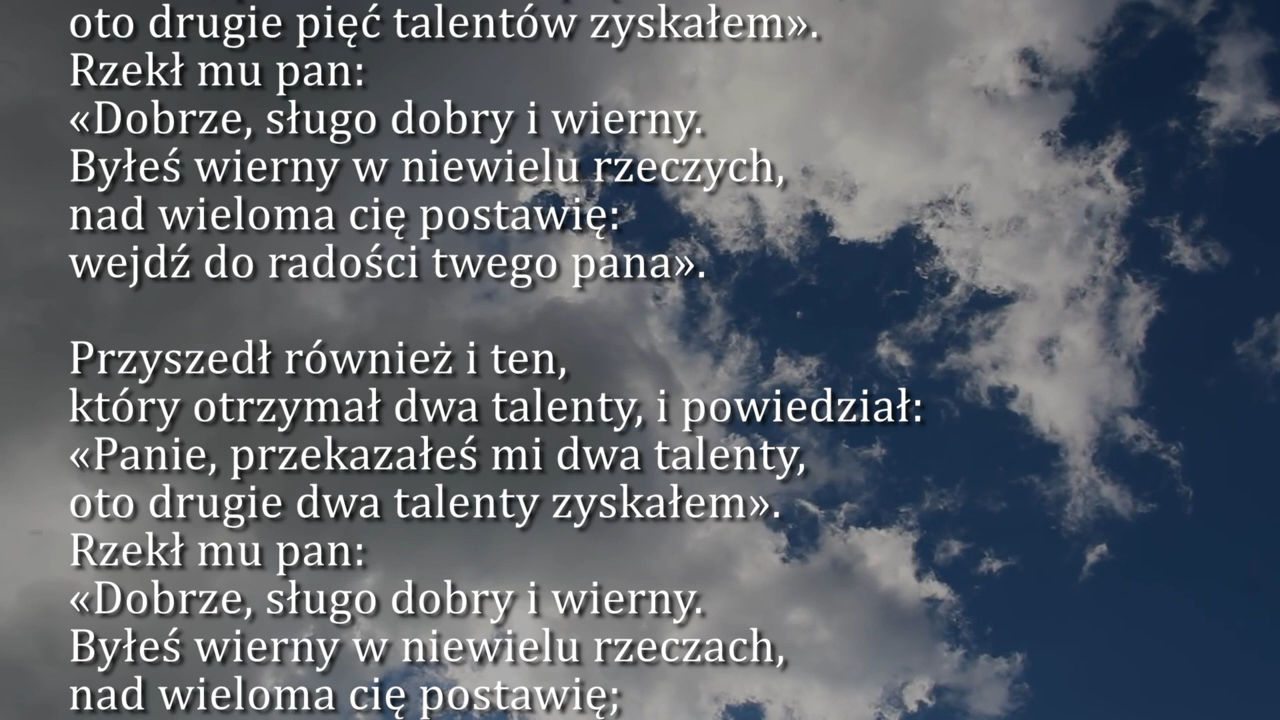 oto drugie pięć talentów zyskałem».
Rzekł mu pan:
«Dobrze, sługo dobry i wierny.
Byłeś wierny w niewielu rzeczych,
nad wieloma cię postawię:
wejdź do radości twego pana».
Przyszedł również i ten,
który otrzymał dwa talenty, i powiedział:
«Panie, przekazałeś mi dwa talenty,
oto drugie dwa talenty zyskałem».
Rzekł mu pan:
«Dobrze, sługo dobry i wierny.
Byłeś wierny w niewielu rzeczach,
nad wieloma cię postawię;